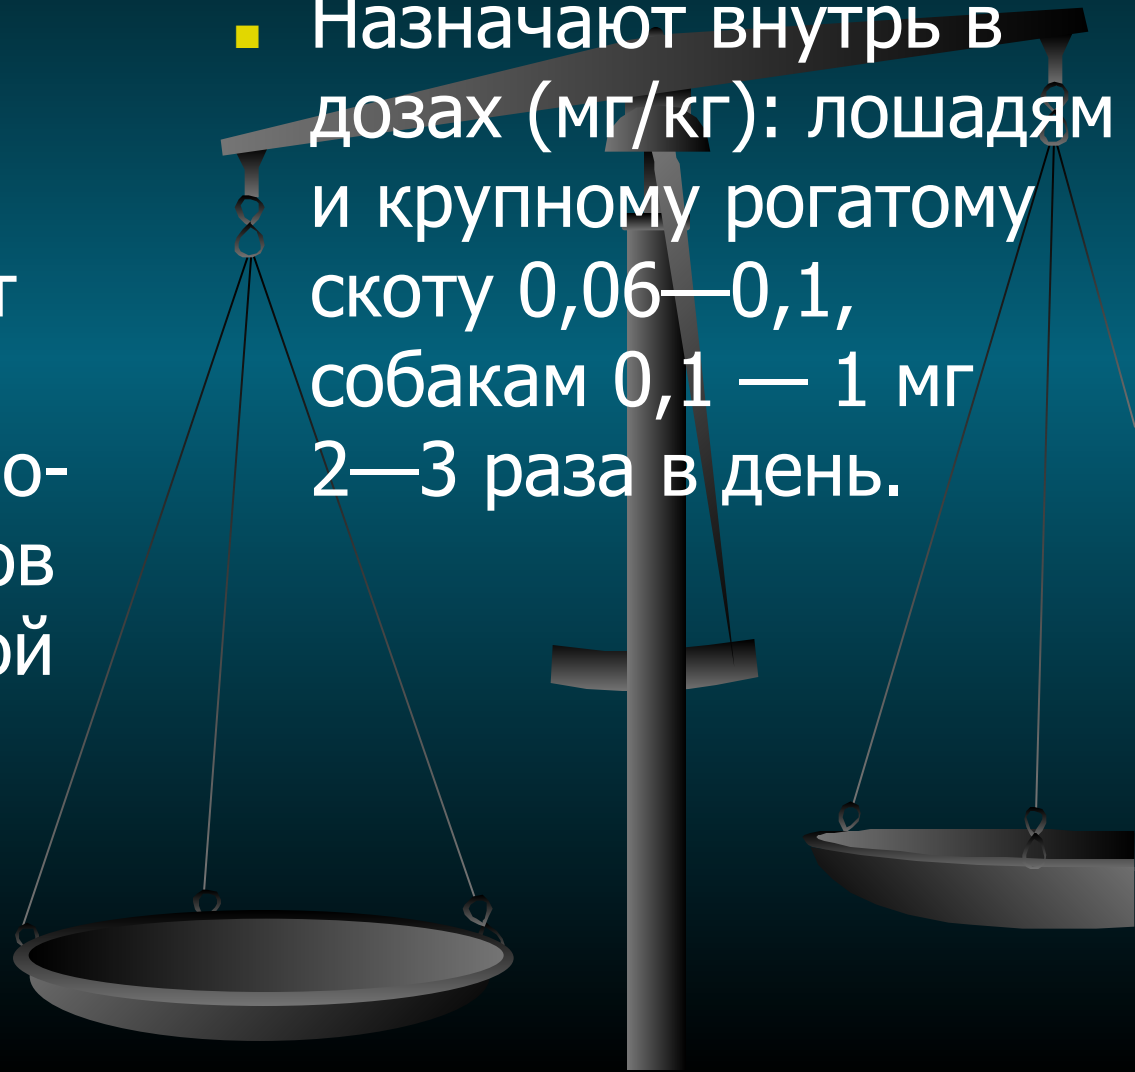 Назначают внутрь в
дозах (мг/кг): лошадям
и крупному рогатому
скоту 0,06—0,1,
собакам 0,1 — 1 мг
2—3 раза в день.